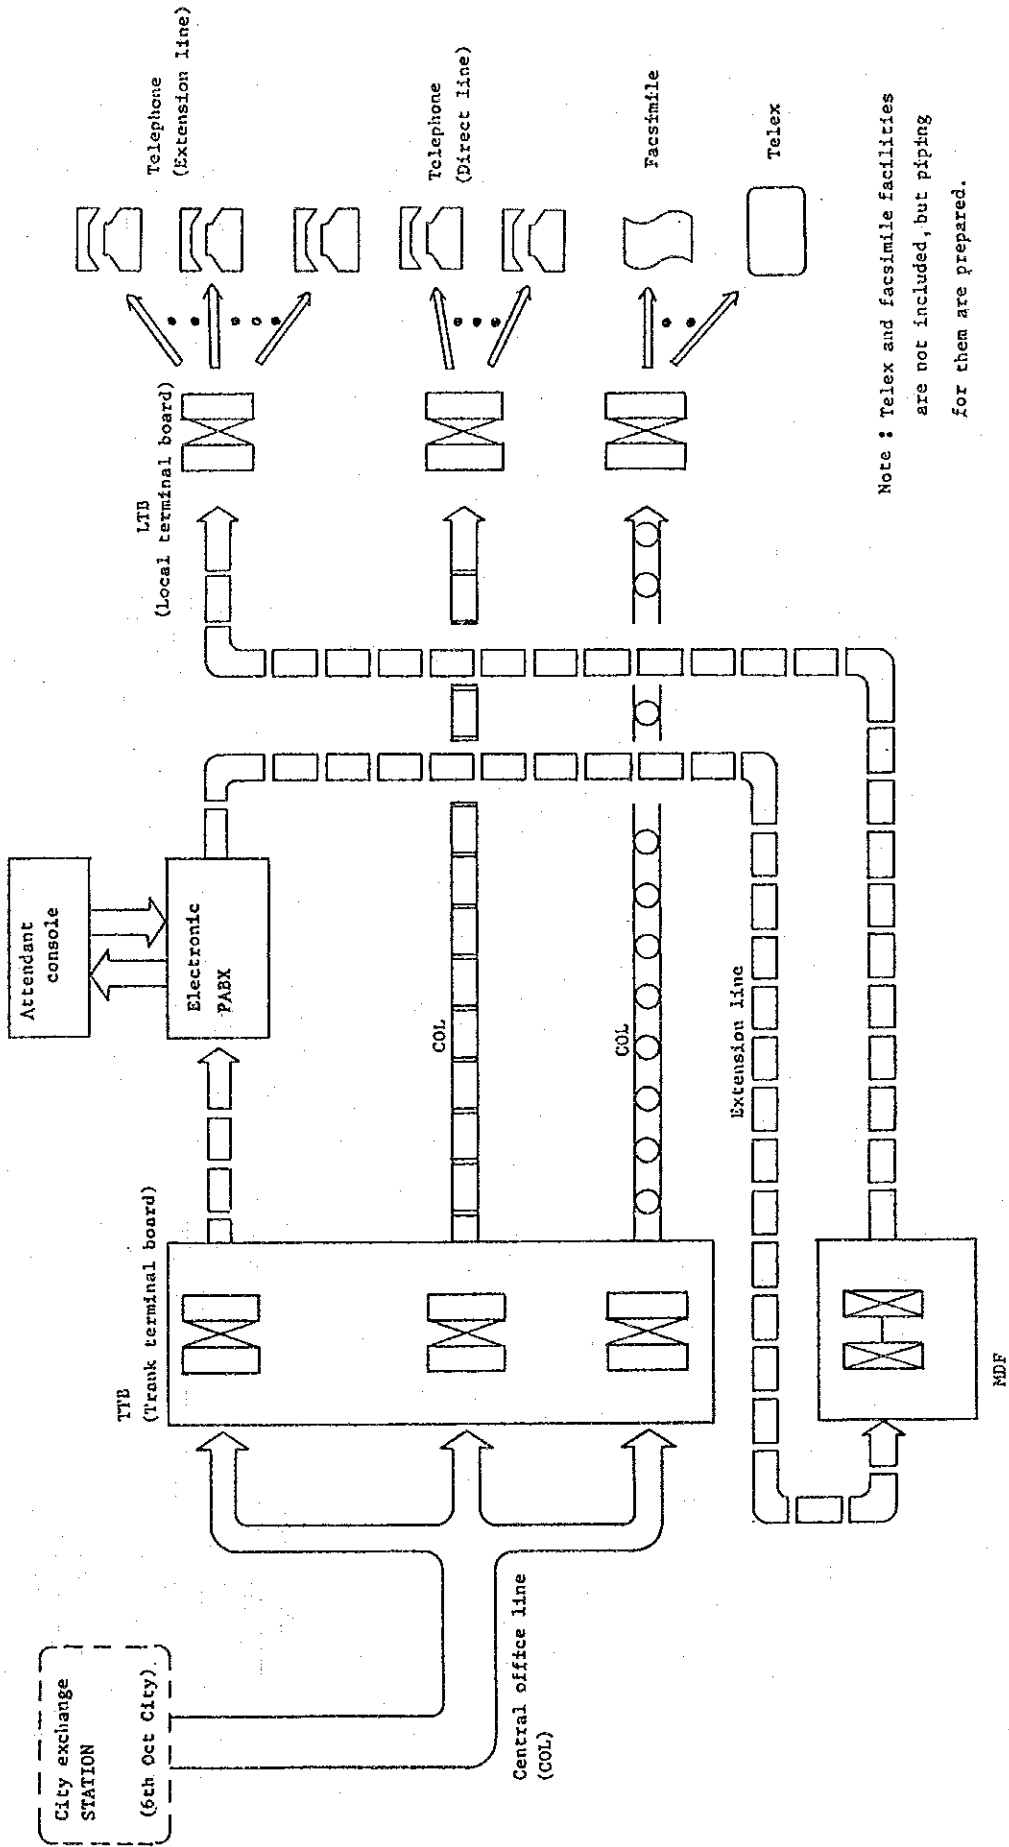 City exchange
STATION
(6th Oct City)
Central office line
(COL)
TTB
(Trank terminal board)
Attendant
console
Electronic
PABX
COL
COL
Extension line
MDF
LTB
(Local terminal board)
Telephone
(Extension line)
Telephone
(Direct line)
Facsimile
Telex
Note : Telex and facsimile facilities
are not included, but piping
for them are prepared.